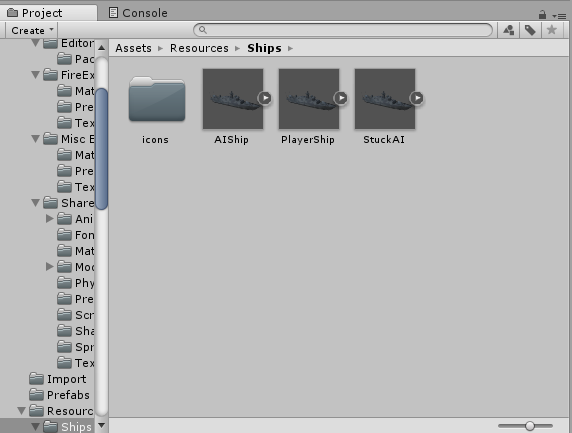 Project
Console
Create
Assets Resources Ships
Editor
Pac
FireEx
Mat
Pre
Tex
Misc E
Mat
Pre
Tex
Share
Ani
Fon
Mat
Moc
Phy
Pre
Scr
Sha
Spr
Tex
Import
Prefabs
Resourc
Ships
icons
AIShip
PlayerShip
StuckAI